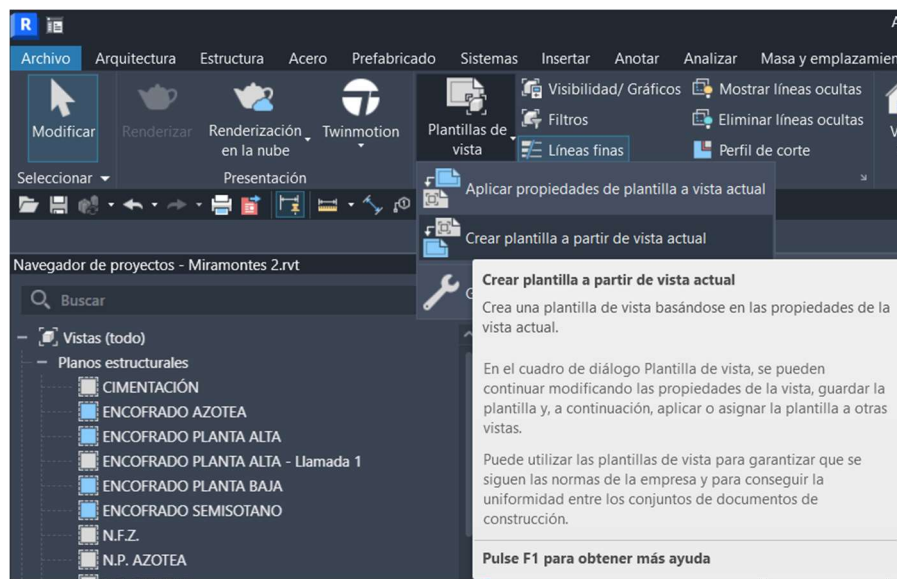 R
A
Archivo Arquitectura Estructura Acero Prefabricado Sistemas Insertar Anotar Analizar Masa y emplazamien
Modificar
Renderizar
Renderización
en la nube
Twinmotion
Plantillas de
vista
Visibilidad/ Gráficos
Filtros
Líneas finas
Mostrar líneas ocultas
Eliminar líneas ocultas
Perfil de corte
V
Seleccionar
Presentación
Aplicar propiedades de plantilla a vista actual
Crear plantilla a partir de vista actual
G
Crear plantilla a partir de vista actual
Crea una plantilla de vista basándose en las propiedades de la
vista actual.
En el cuadro de diálogo Plantilla de vista, se pueden
continuar modificando las propiedades de la vista, guardar la
plantilla y, a continuación, aplicar o asignar la plantilla a otras
vistas.
Puede utilizar las plantillas de vista para garantizar que se
siguen las normas de la empresa y para conseguir la
uniformidad entre los conjuntos de documentos de
construcción.
Pulse F1 para obtener más ayuda
Navegador de proyectos - Miramontes 2.rvt
Buscar
Vistas (todo)
Planos estructurales
CIMENTACIÓN
ENCOFRADO AZOTEA
ENCOFRADO PLANTA ALTA
ENCOFRADO PLANTA ALTA - Llamada 1
ENCOFRADO PLANTA BAJA
ENCOFRADO SEMISOTANO
N.F.Z.
N.P. AZOTEA